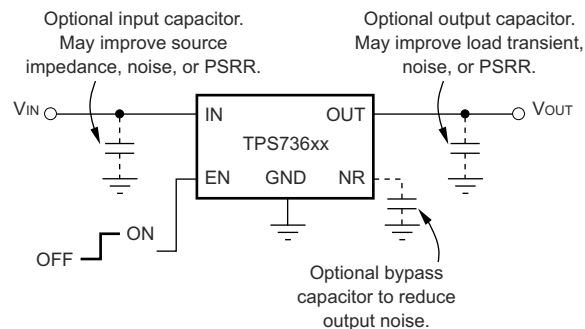 Optional input capacitor.
May improve source
impedance, noise, or PSRR.
Optional output capacitor.
May improve load transient,
noise, or PSRR.
VIN
IN
OUT
VOUT
TPS736xx
EN
GND
NR
ON
OFF
Optional bypass
capacitor to reduce
output noise.